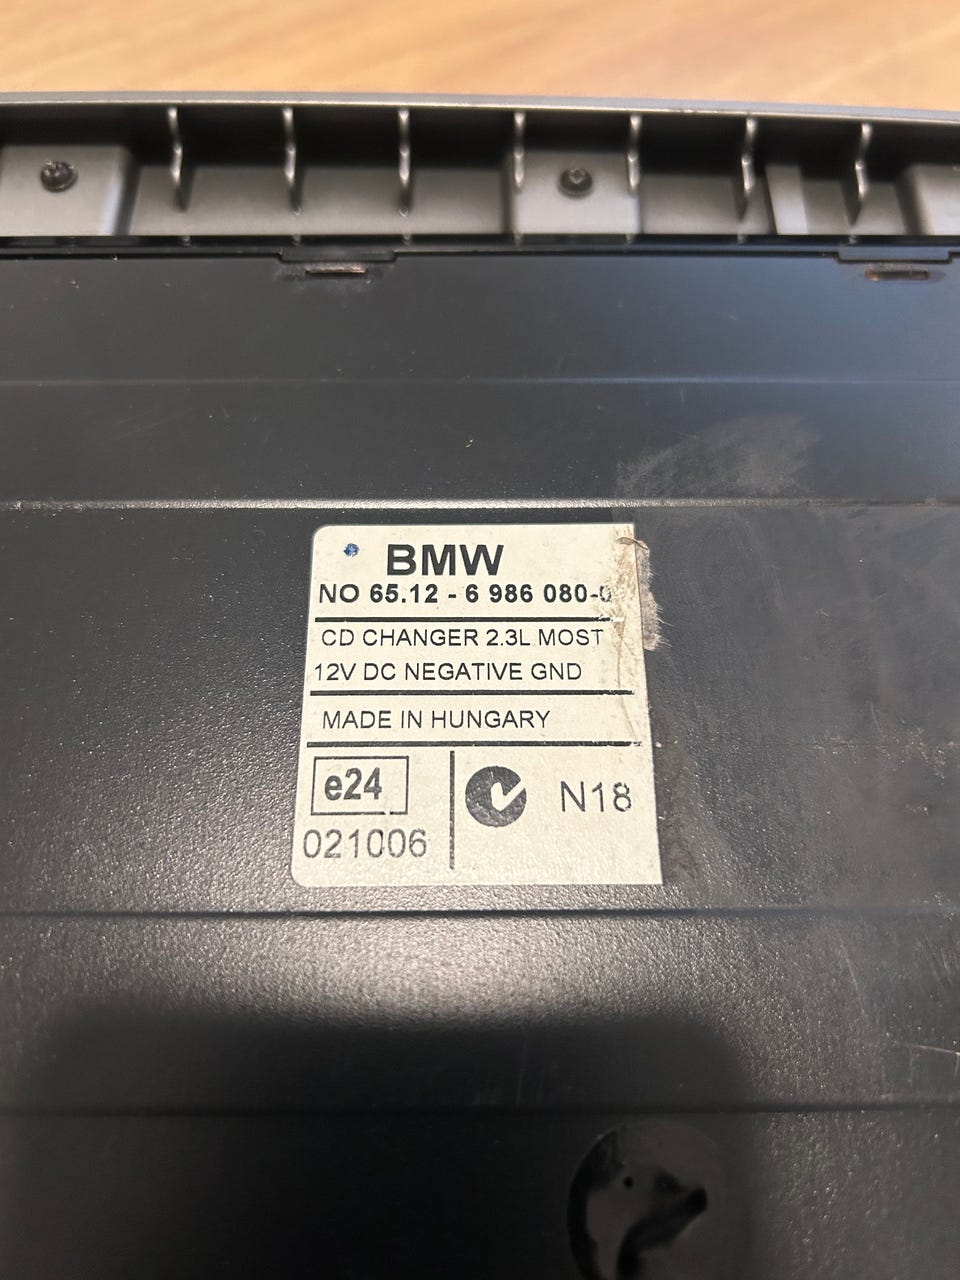 BMW
NO 65.12 - 6 986 080-0
CD CHANGER 2.3L MOST
12V DC NEGATIVE GND
MADE IN HUNGARY
e24
021006
N18